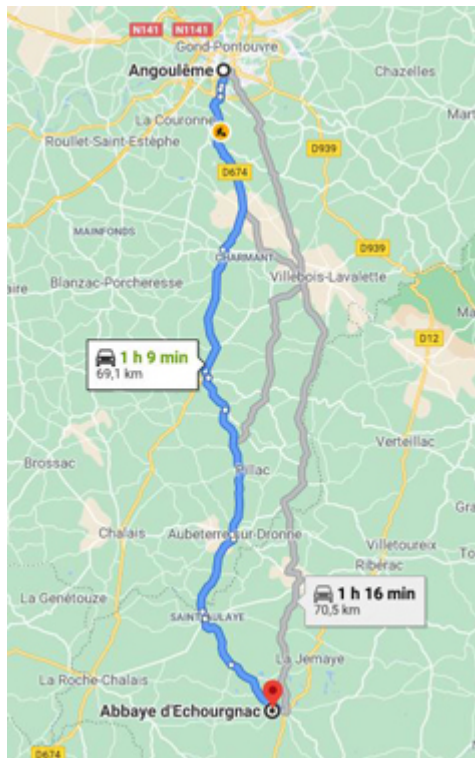 N141
N1141
Gond-Pontouvre
Angoulême
Chazelles
La Couronne
Roullet-Saint-Estèphe
D939
D674
MAINFONDS
CHARMANT
D939
Villebois-Lavalette
Blanzac-Porcheresse
D12
1 h 9 min
69,1 km
Verteillac
Pillac
Brossac
Chalais
Aubeterre-sur-Dronne
Villetoureix
Ribérac
La Genétouze
1 h 16 min
70,5 km
La Jemaye
La Roche-Chalais
Abbaye d'Echourgnac
D674